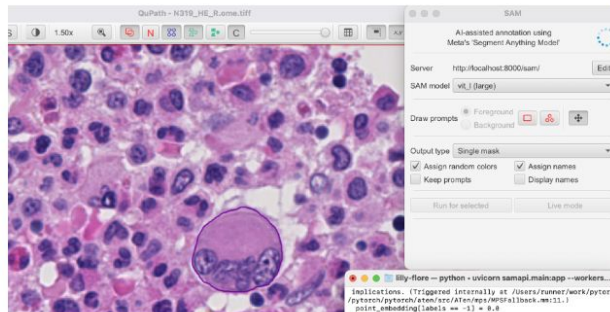 QuPath - N319_HE_R.ome.tiff
1.50x
N
C
SAM
AI-assisted annotation using
Meta's 'Segment Anything Model'
Server http://localhost:8000/sam/ Edit
SAM model vit_l (large)
Draw prompts Foreground
Background
Output type Single mask
Assign random colors Assign names
Keep prompts Display names
Run for selected Live mode
lilly-flore — python - uvicorn samapi.main:app --workers...
implications. (Triggered internally at /Users/runner/work/pytor
/pytorch/pytorch/aten/src/ATen/mps/MPSFallback.mm:11.)
point_embedding[labels == -1] = 0.0